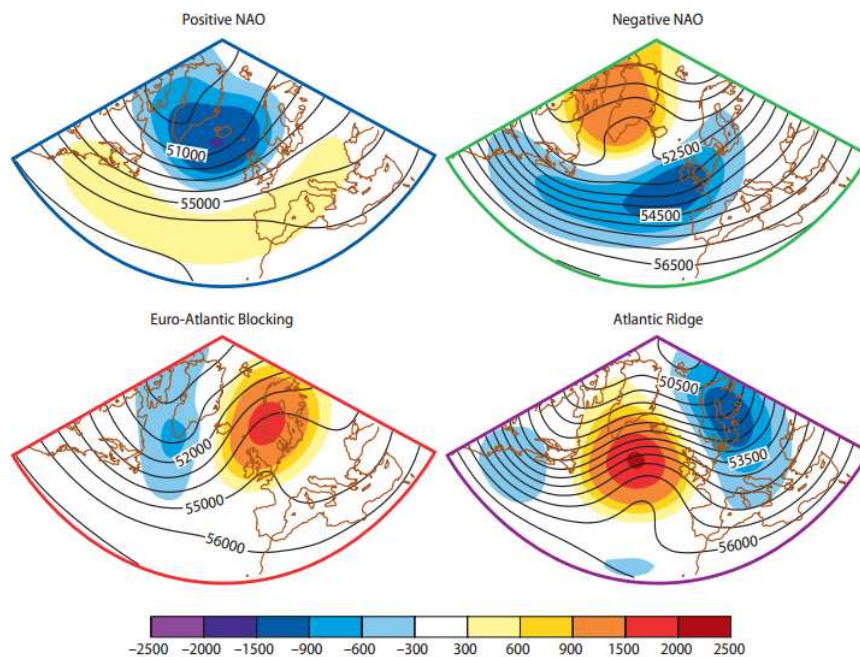 Positive NAO
Negative NAO
51000
55000
52500
54500
56500
Euro-Atlantic Blocking
Atlantic Ridge
52000
55000
56000
50500
53500
56000
−2500 −2000 −1500 −900 −600 −300 300 600 900 1500 2000 2500